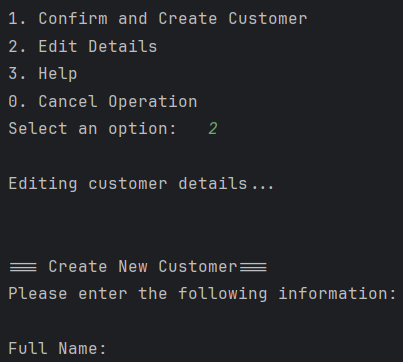 1. Confirm and Create Customer
2. Edit Details
3. Help
0. Cancel Operation
Select an option:   2
Editing customer details...
=== Create New Customer===
Please enter the following information:
Full Name: